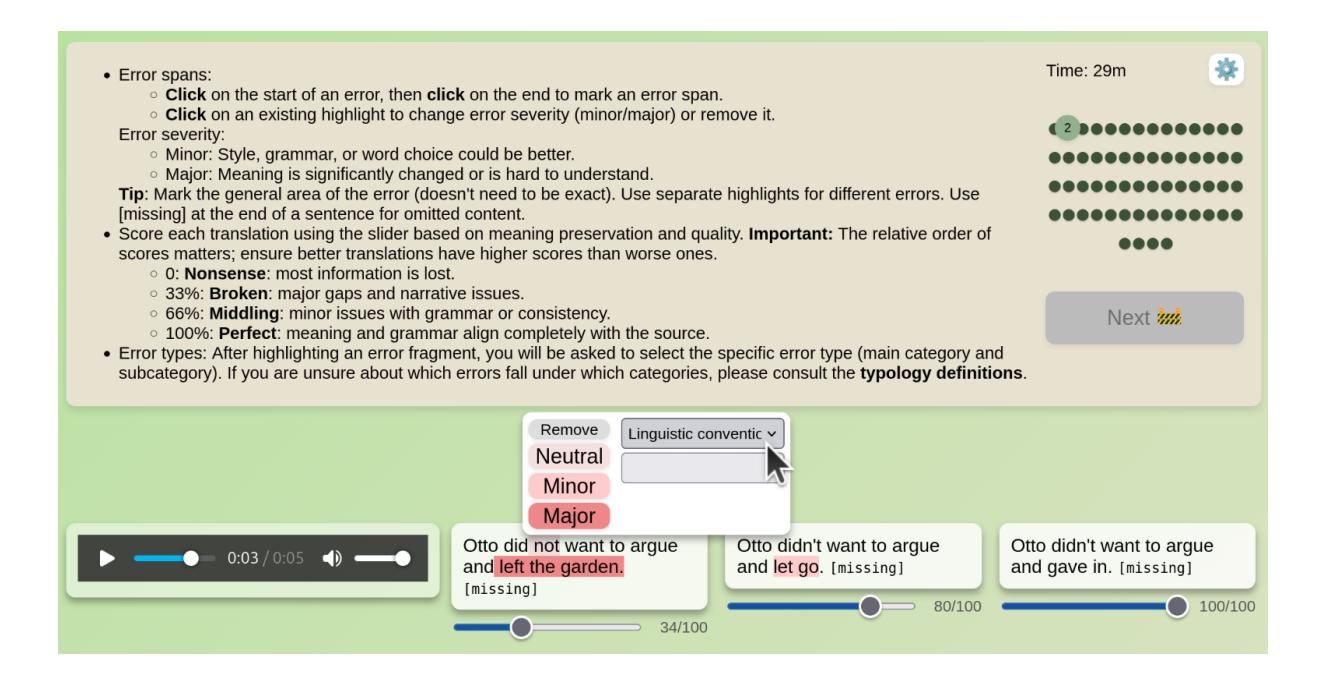 • Error spans:
◦ Click on the start of an error, then click on the end to mark an error span.
◦ Click on an existing highlight to change error severity (minor/major) or remove it.
Error severity:
◦ Minor: Style, grammar, or word choice could be better.
◦ Major: Meaning is significantly changed or is hard to understand.
Tip: Mark the general area of the error (doesn't need to be exact). Use separate highlights for different errors. Use
[missing] at the end of a sentence for omitted content.
• Score each translation using the slider based on meaning preservation and quality. Important: The relative order of
scores matters; ensure better translations have higher scores than worse ones.
◦ 0: Nonsense: most information is lost.
◦ 33%: Broken: major gaps and narrative issues.
◦ 66%: Middling: minor issues with grammar or consistency.
◦ 100%: Perfect: meaning and grammar align completely with the source.
• Error types: After highlighting an error fragment, you will be asked to select the specific error type (main category and
subcategory). If you are unsure about which errors fall under which categories, please consult the typology definitions.
Time: 29m
2
Next
Remove
Neutral
Minor
Major
Linguistic conventic
0:03 / 0:05
Otto did not want to argue
and left the garden.
[missing]
34/100
Otto didn't want to argue
and let go. [missing]
80/100
Otto didn't want to argue
and gave in. [missing]
100/100